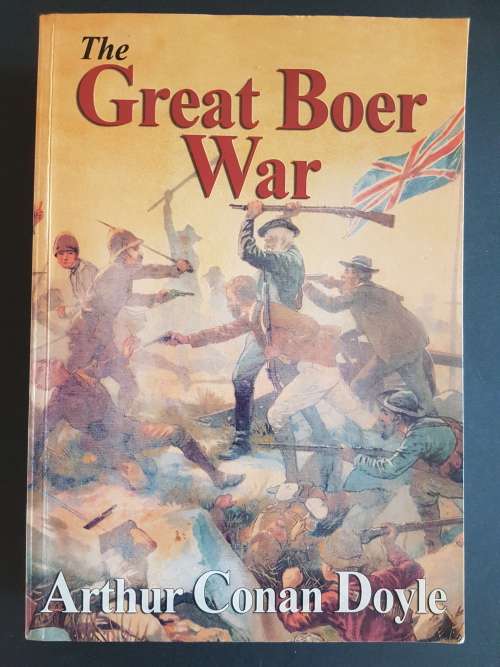 The
Great Boer
War
Arthur Conan Doyle